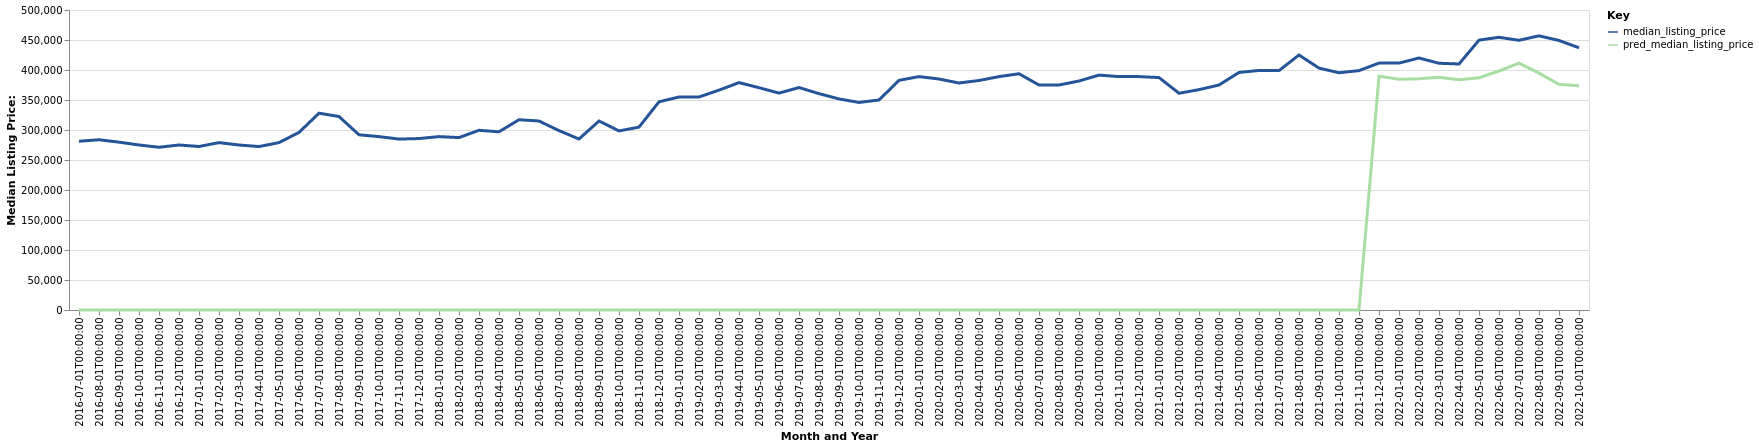 500,000
450,000
400,000
350,000
300,000
250,000
200,000
150,000
100,000
50,000
0
Median Listing Price:
2016-07-01T00:00:00
2016-08-01T00:00:00
2016-09-01T00:00:00
2016-10-01T00:00:00
2016-11-01T00:00:00
2016-12-01T00:00:00
2017-01-01T00:00:00
2017-02-01T00:00:00
2017-03-01T00:00:00
2017-04-01T00:00:00
2017-05-01T00:00:00
2017-06-01T00:00:00
2017-07-01T00:00:00
2017-08-01T00:00:00
2017-09-01T00:00:00
2017-10-01T00:00:00
2017-11-01T00:00:00
2017-12-01T00:00:00
2018-01-01T00:00:00
2018-02-01T00:00:00
2018-03-01T00:00:00
2018-04-01T00:00:00
2018-05-01T00:00:00
2018-06-01T00:00:00
2018-07-01T00:00:00
2018-08-01T00:00:00
2018-09-01T00:00:00
2018-10-01T00:00:00
2018-11-01T00:00:00
2018-12-01T00:00:00
2019-01-01T00:00:00
2019-02-01T00:00:00
2019-03-01T00:00:00
2019-04-01T00:00:00
2019-05-01T00:00:00
2019-06-01T00:00:00
2019-07-01T00:00:00
2019-08-01T00:00:00
2019-09-01T00:00:00
2019-10-01T00:00:00
2019-11-01T00:00:00
2019-12-01T00:00:00
2020-01-01T00:00:00
2020-02-01T00:00:00
2020-03-01T00:00:00
2020-04-01T00:00:00
2020-05-01T00:00:00
2020-06-01T00:00:00
2020-07-01T00:00:00
2020-08-01T00:00:00
2020-09-01T00:00:00
2020-10-01T00:00:00
2020-11-01T00:00:00
2020-12-01T00:00:00
2021-01-01T00:00:00
2021-02-01T00:00:00
2021-03-01T00:00:00
2021-04-01T00:00:00
2021-05-01T00:00:00
2021-06-01T00:00:00
2021-07-01T00:00:00
2021-08-01T00:00:00
2021-09-01T00:00:00
2021-10-01T00:00:00
2021-11-01T00:00:00
2021-12-01T00:00:00
2022-01-01T00:00:00
2022-02-01T00:00:00
2022-03-01T00:00:00
2022-04-01T00:00:00
2022-05-01T00:00:00
2022-06-01T00:00:00
2022-07-01T00:00:00
2022-08-01T00:00:00
2022-09-01T00:00:00
2022-10-01T00:00:00
Month and Year
Key
median_listing_price
pred_median_listing_price